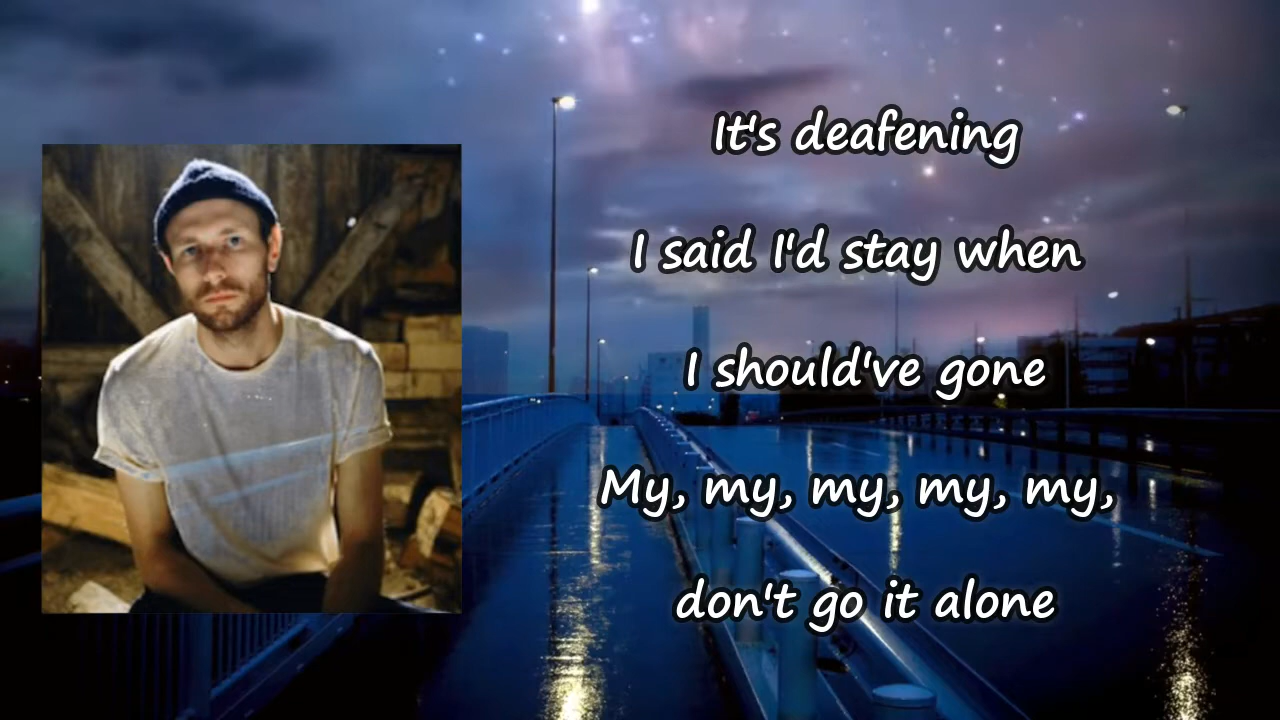 It's deafening
I said I'd stay when
I should've gone
My, my, my, my, my,
don't go it alone